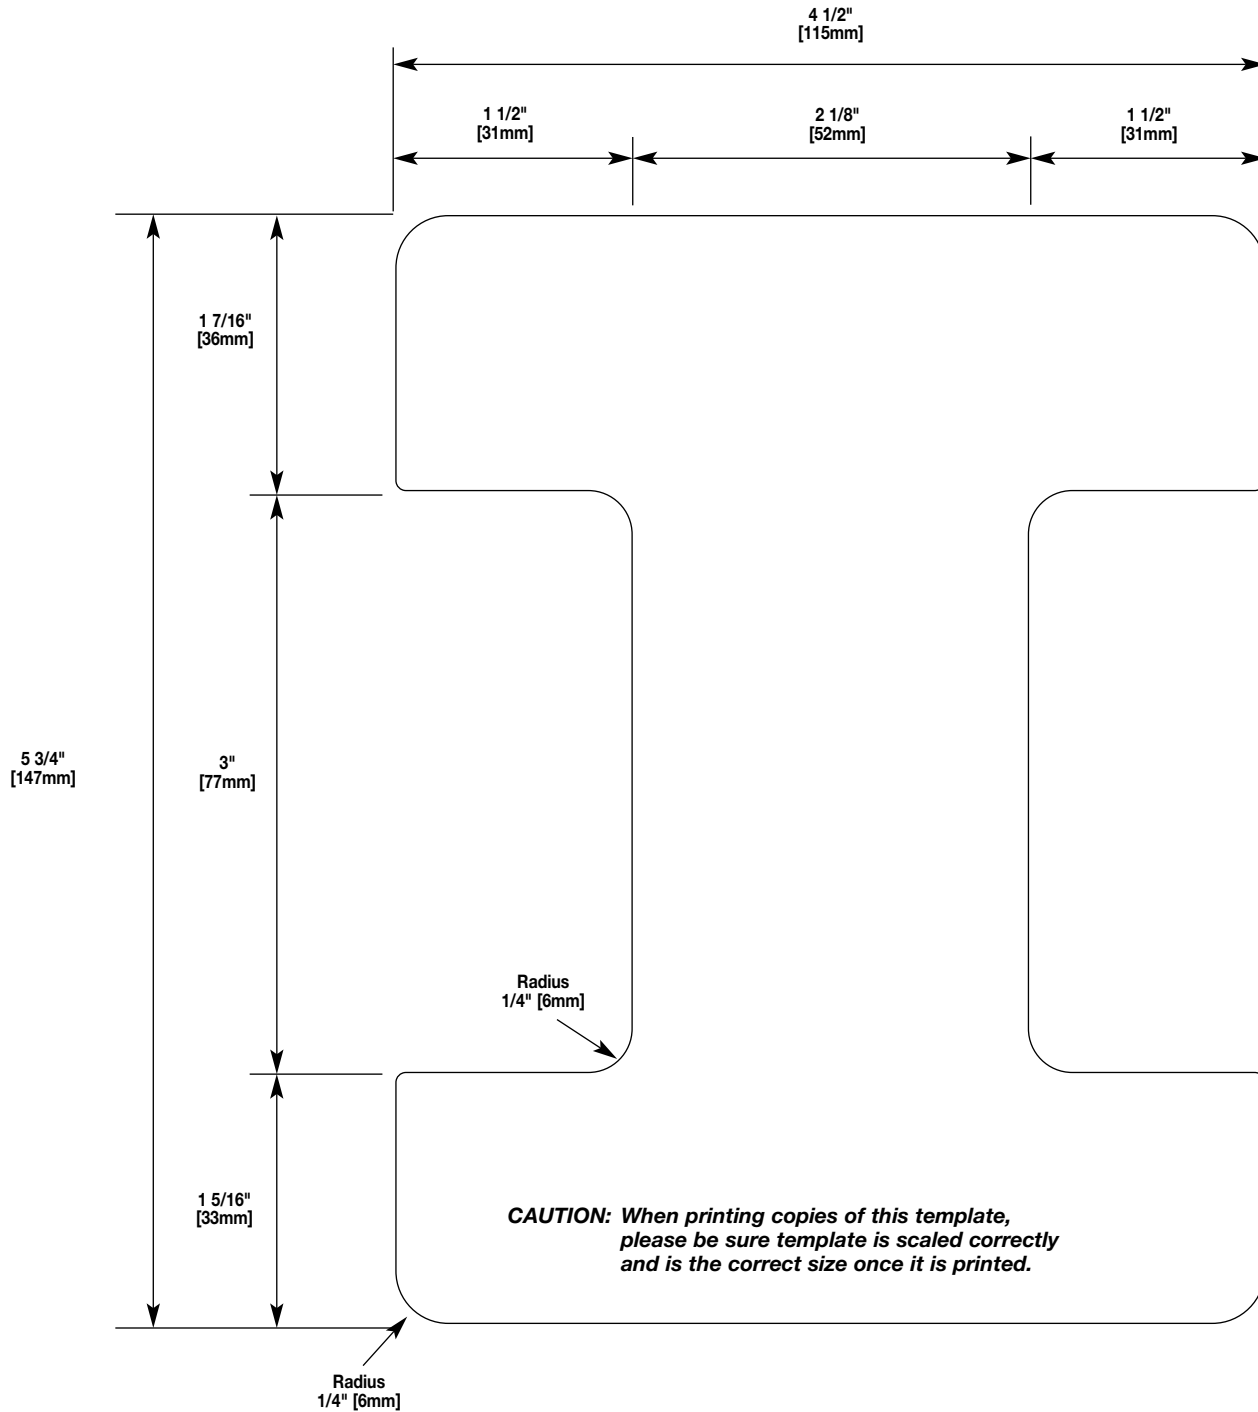 4 1/2"
[115mm]
1 1/2"
[31mm]
2 1/8"
[52mm]
1 1/2"
[31mm]
1 7/16"
[36mm]
5 3/4"
[147mm]
3"
[77mm]
Radius
1/4" [6mm]
1 5/16"
[33mm]
CAUTION: When printing copies of this template,
please be sure template is scaled correctly
and is the correct size once it is printed.
Radius
1/4" [6mm]